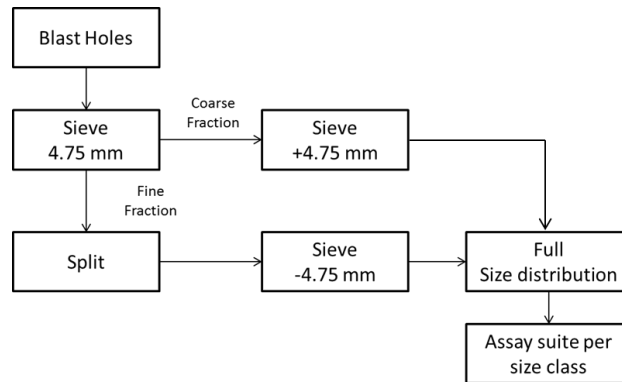 Blast Holes
Sieve
4.75 mm
Coarse
Fraction
Sieve
+4.75 mm
Fine
Fraction
Split
Sieve
-4.75 mm
Full
Size distribution
Assay suite per
size class